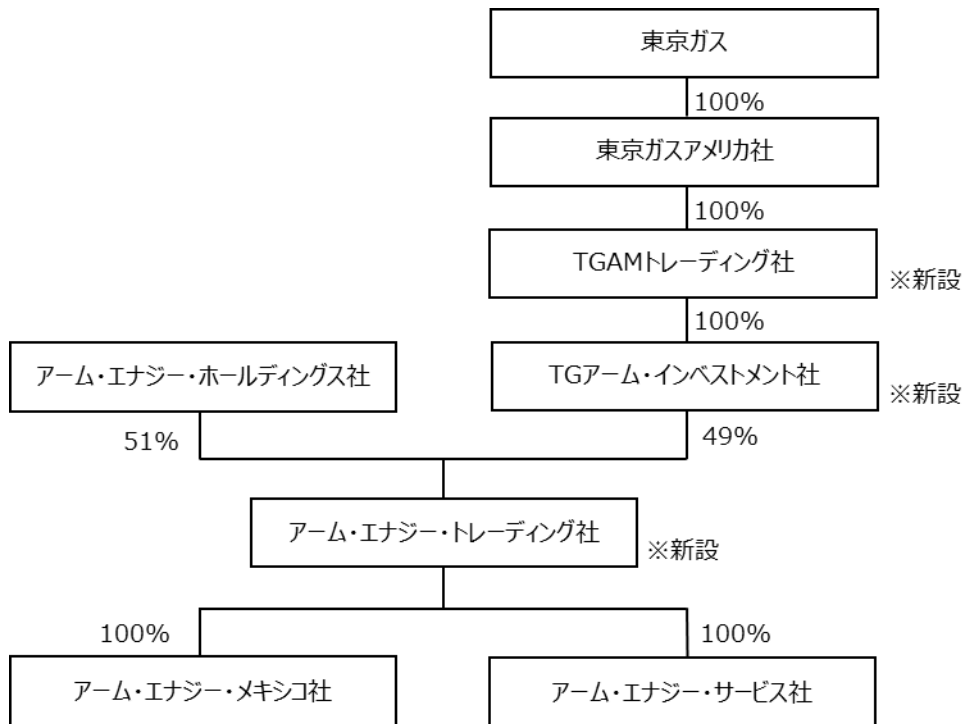 東京ガス
100%
東京ガスアメリカ社
100%
TGAMトレーディング社
※新設
100%
アーム・エナジー・ホールディングス社
TGアーム・インベストメント社
※新設
51%
49%
アーム・エナジー・トレーディング社
※新設
100%
100%
アーム・エナジー・メキシコ社
アーム・エナジー・サービス社